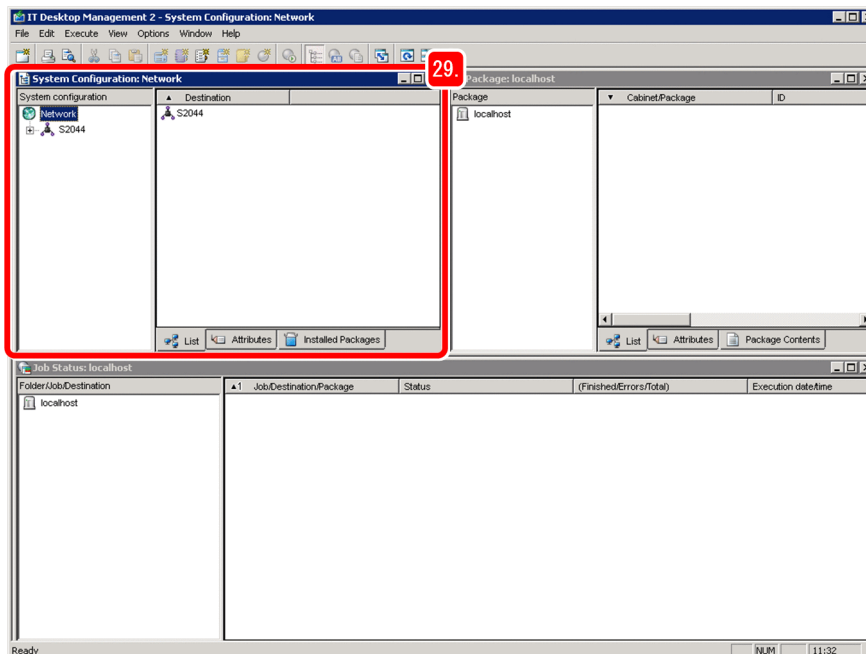 IT Desktop Management 2 - System Configuration: Network
File Edit Execute View Options Window Help
29.
System Configuration: Network
System configuration
Destination
Network
S2044
S2044
List Attributes Installed Packages
Package: localhost
Package
Cabinet/Package ID
localhost
List Attributes Package Contents
Job Status: localhost
Folder/Job/Destination
1 Job/Destination/Package Status (Finished/Errors/Total) Execution date/time
localhost
Ready NUM 11:32